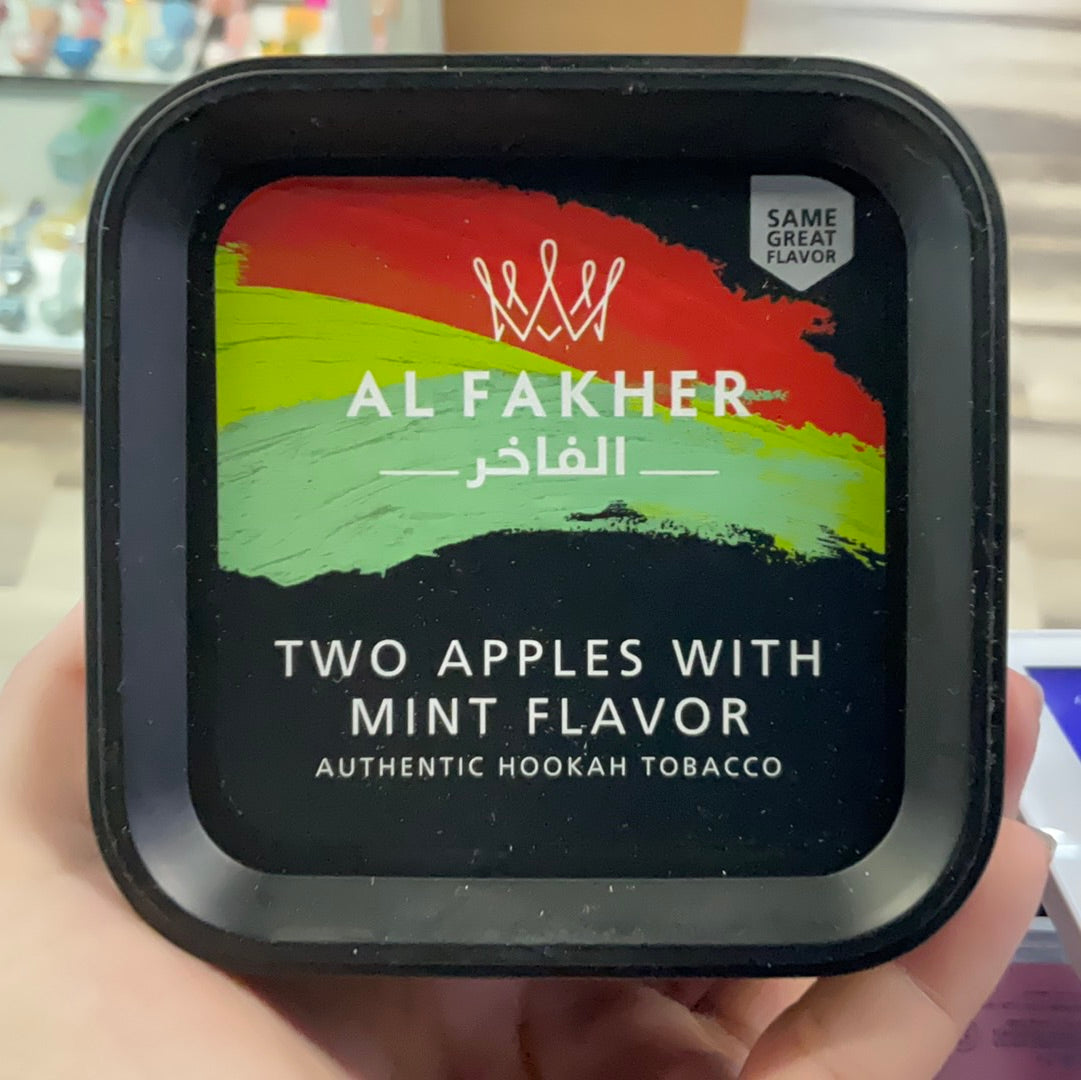 SAME
GREAT
FLAVOR
AL FAKHER
الفاخر
TWO APPLES WITH
MINT FLAVOR
AUTHENTIC HOOKAH TOBACCO